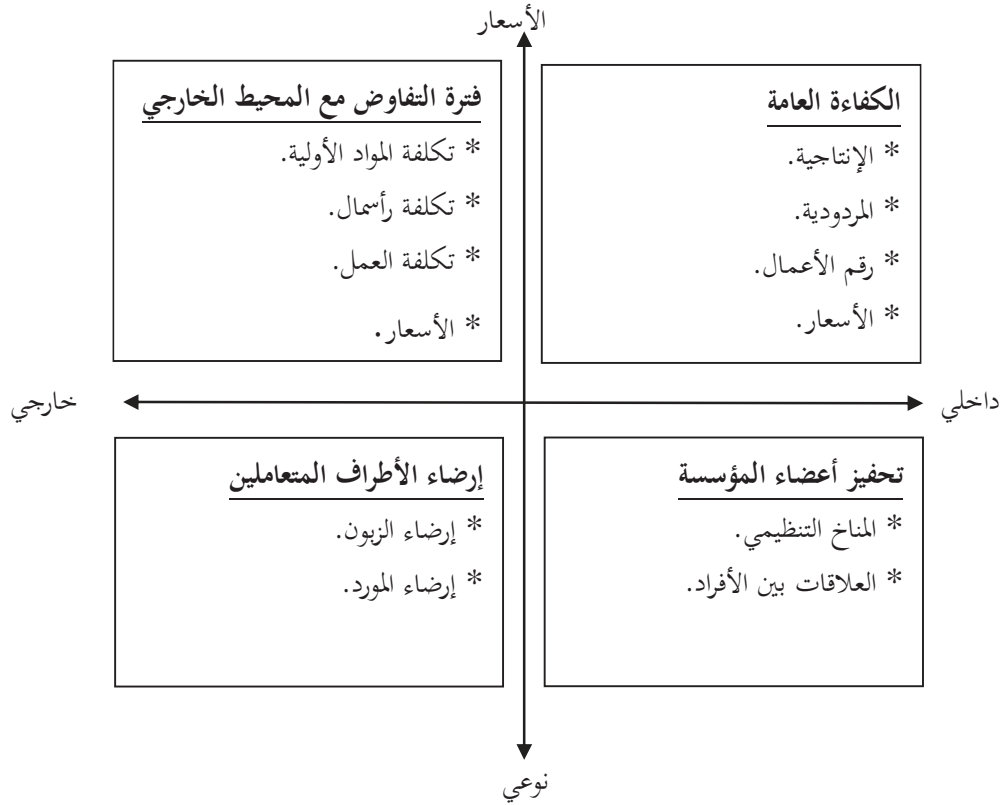 الأسعار
الكفاءة العامة
* الإنتاجية.
* المردودية.
* رقم الأعمال.
* الأسعار.
فترة التفاوض مع المحيط الخارجي
* تكلفة المواد الأولية.
* تكلفة رأسمال.
* تكلفة العمل.
* الأسعار.
داخلي
خارجي
تحفيز أعضاء المؤسسة
* المناخ التنظيمي.
* العلاقات بين الأفراد.
إرضاء الأطراف المتعاملين
* إرضاء الزبون.
* إرضاء المورد.
نوعي